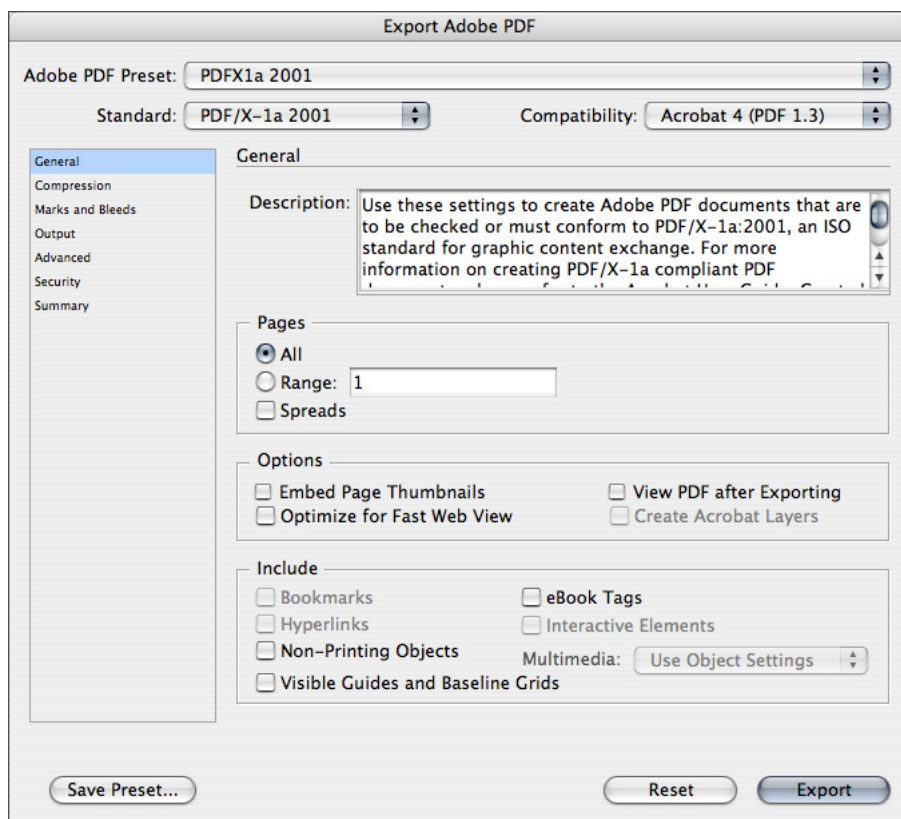 Export Adobe PDF
Adobe PDF Preset: PDFX1a 2001
Standard: PDF/X-1a 2001 Compatibility: Acrobat 4 (PDF 1.3)
General
Compression
Marks and Bleeds
Output
Advanced
Security
Summary
General
Description: Use these settings to create Adobe PDF documents that are
to be checked or must conform to PDF/X-1a:2001, an ISO
standard for graphic content exchange. For more
information on creating PDF/X-1a compliant PDF
Pages
All
Range: 1
Spreads
Options
Embed Page Thumbnails View PDF after Exporting
Optimize for Fast Web View Create Acrobat Layers
Include
Bookmarks eBook Tags
Hyperlinks Interactive Elements
Non-Printing Objects Multimedia: Use Object Settings
Visible Guides and Baseline Grids
Save Preset... Reset Export